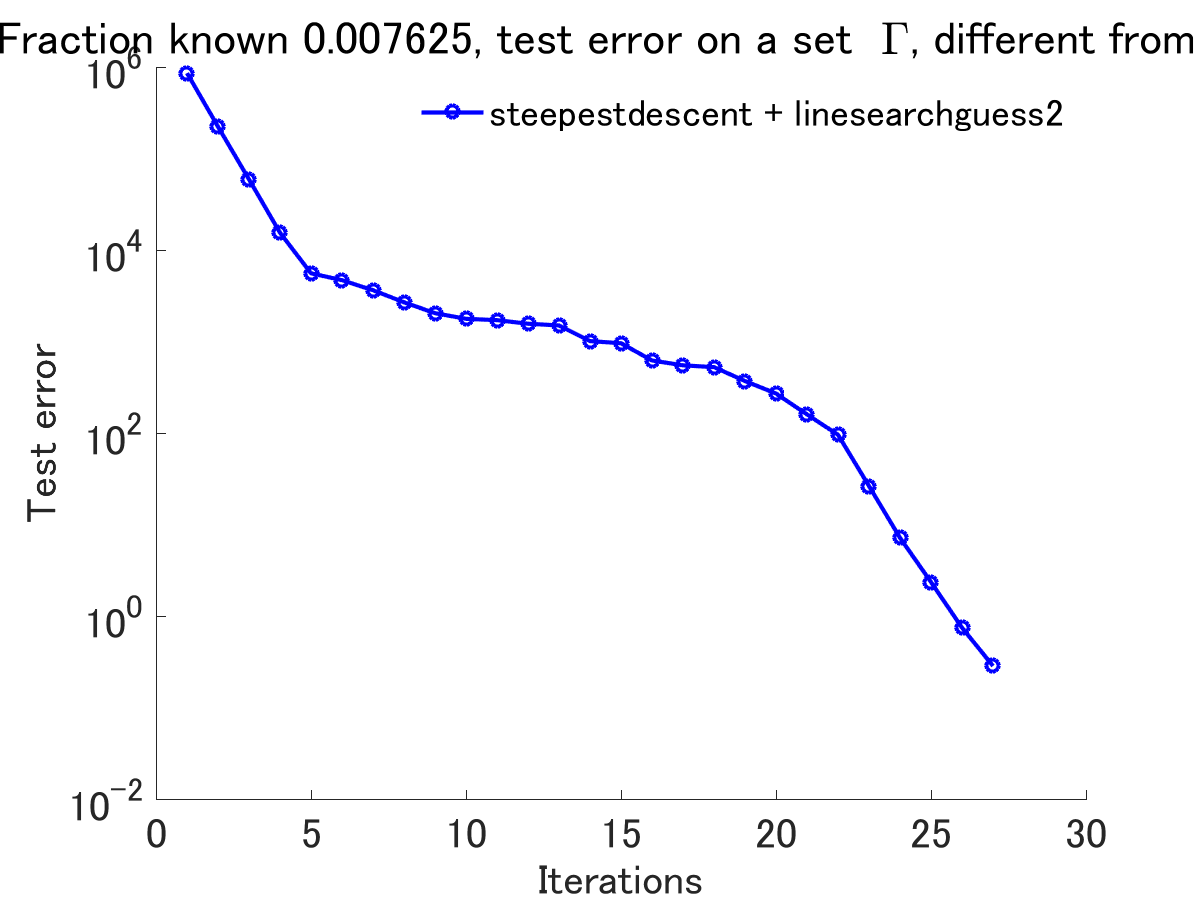 Fraction known 0.007625, test error on a set Γ, different from
10^6
steepestdescent + linesearchguess2
10^4
10^2
10^0
10^-2
Test error
0 5 10 15 20 25 30
Iterations